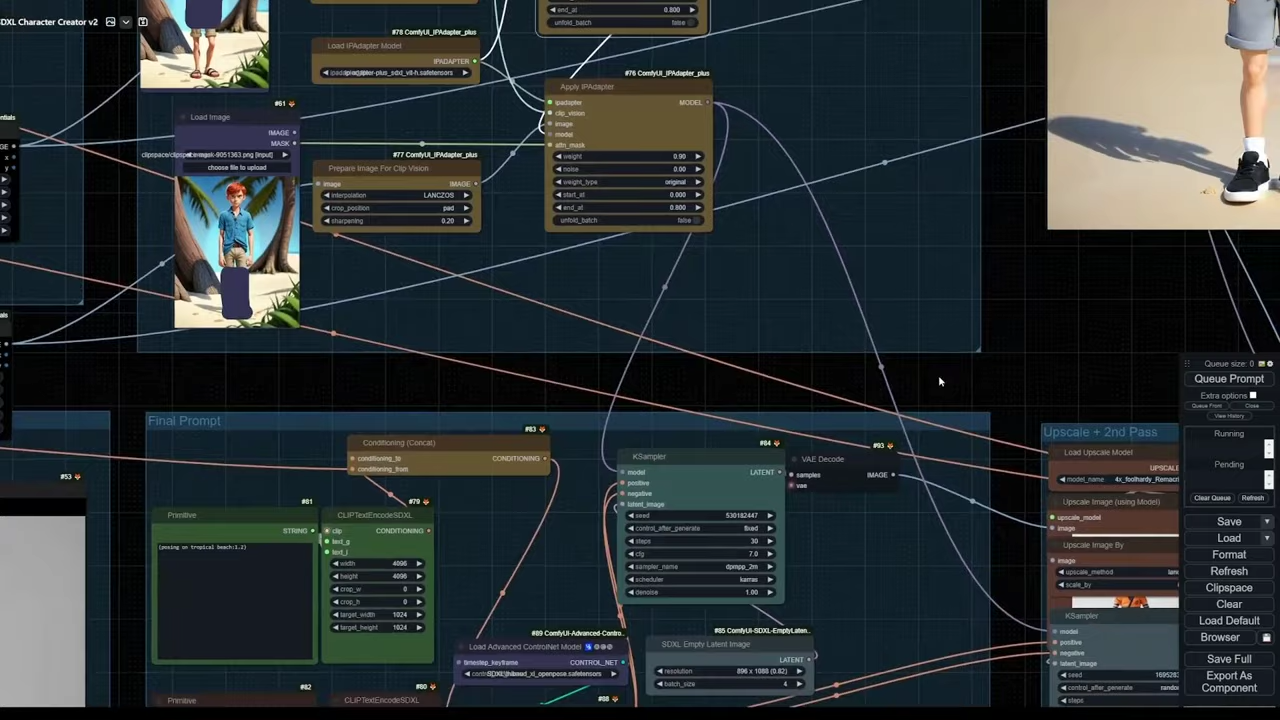 SDXL Character Creator v2
end_at 0.800
unfold_batch false
#78 ComfyUI_IPAdapter_plus
Load IPAdapter Model
IPADAPTER
#76 ComfyUI_IPAdapter_plus
Apply IPAdapter
ipadapter MODEL
clip_vision
image
model
attn_mask
weight 0.90
noise 0.00
weight_type original
start_at 0.000
end_at 0.800
unfold_batch false
#61
Load Image
IMAGE
MASK
choose file to upload
#77 ComfyUI_IPAdapter_plus
Prepare Image For Clip Vision
image IMAGE
interpolation LANCZOS
crop_position pad
sharpening 0.20
#53
Final Prompt
#83
Conditioning (Concat)
conditioning_to CONDITIONING
conditioning_from
#81
Primitive
STRING
(posing on tropical beach:1.2)
#79
CLIPTextEncodeSDXL
clip CONDITIONING
text_g
text_l
width 4096
height 4096
crop_w 0
crop_h 0
target_width 1024
target_height 1024
#82
Primitive
#80
CLIPTextEncodeSDXL
#84
KSampler
model LATENT
positive
negative
latent_image
seed 530182447
control_after_generate fixed
steps 30
cfg 7.0
sampler_name dpmpp_2m
scheduler karras
denoise 1.00
#93
VAE Decode
samples IMAGE
vae
#89 ComfyUI-Advanced-Contro..
Load Advanced ControlNet Model
timestep_keyframe CONTROL_NET
#88
#85 ComfyUI-SDXL-EmptyLaten..
SDXL Empty Latent Image
LATENT
resolution 896 x 1088 (0.82)
batch_size 4
Upscale + 2nd Pass
Load Upscale Model
UPSCALE
model_name 4x_foolhardy_Remacri
Upscale Image (using Model)
upscale_model
image
Upscale Image By
image
upscale_method
scale_by
KSampler
model
positive
negative
latent_image
seed
control_after_generate
steps
Queue size: 0
Queue Prompt
Extra options
Queue Front Close
View History
Running
Pending
Clear Queue Refresh
Save
Load
Format
Refresh
Clipspace
Clear
Load Default
Browser
Save Full
Export As
Component